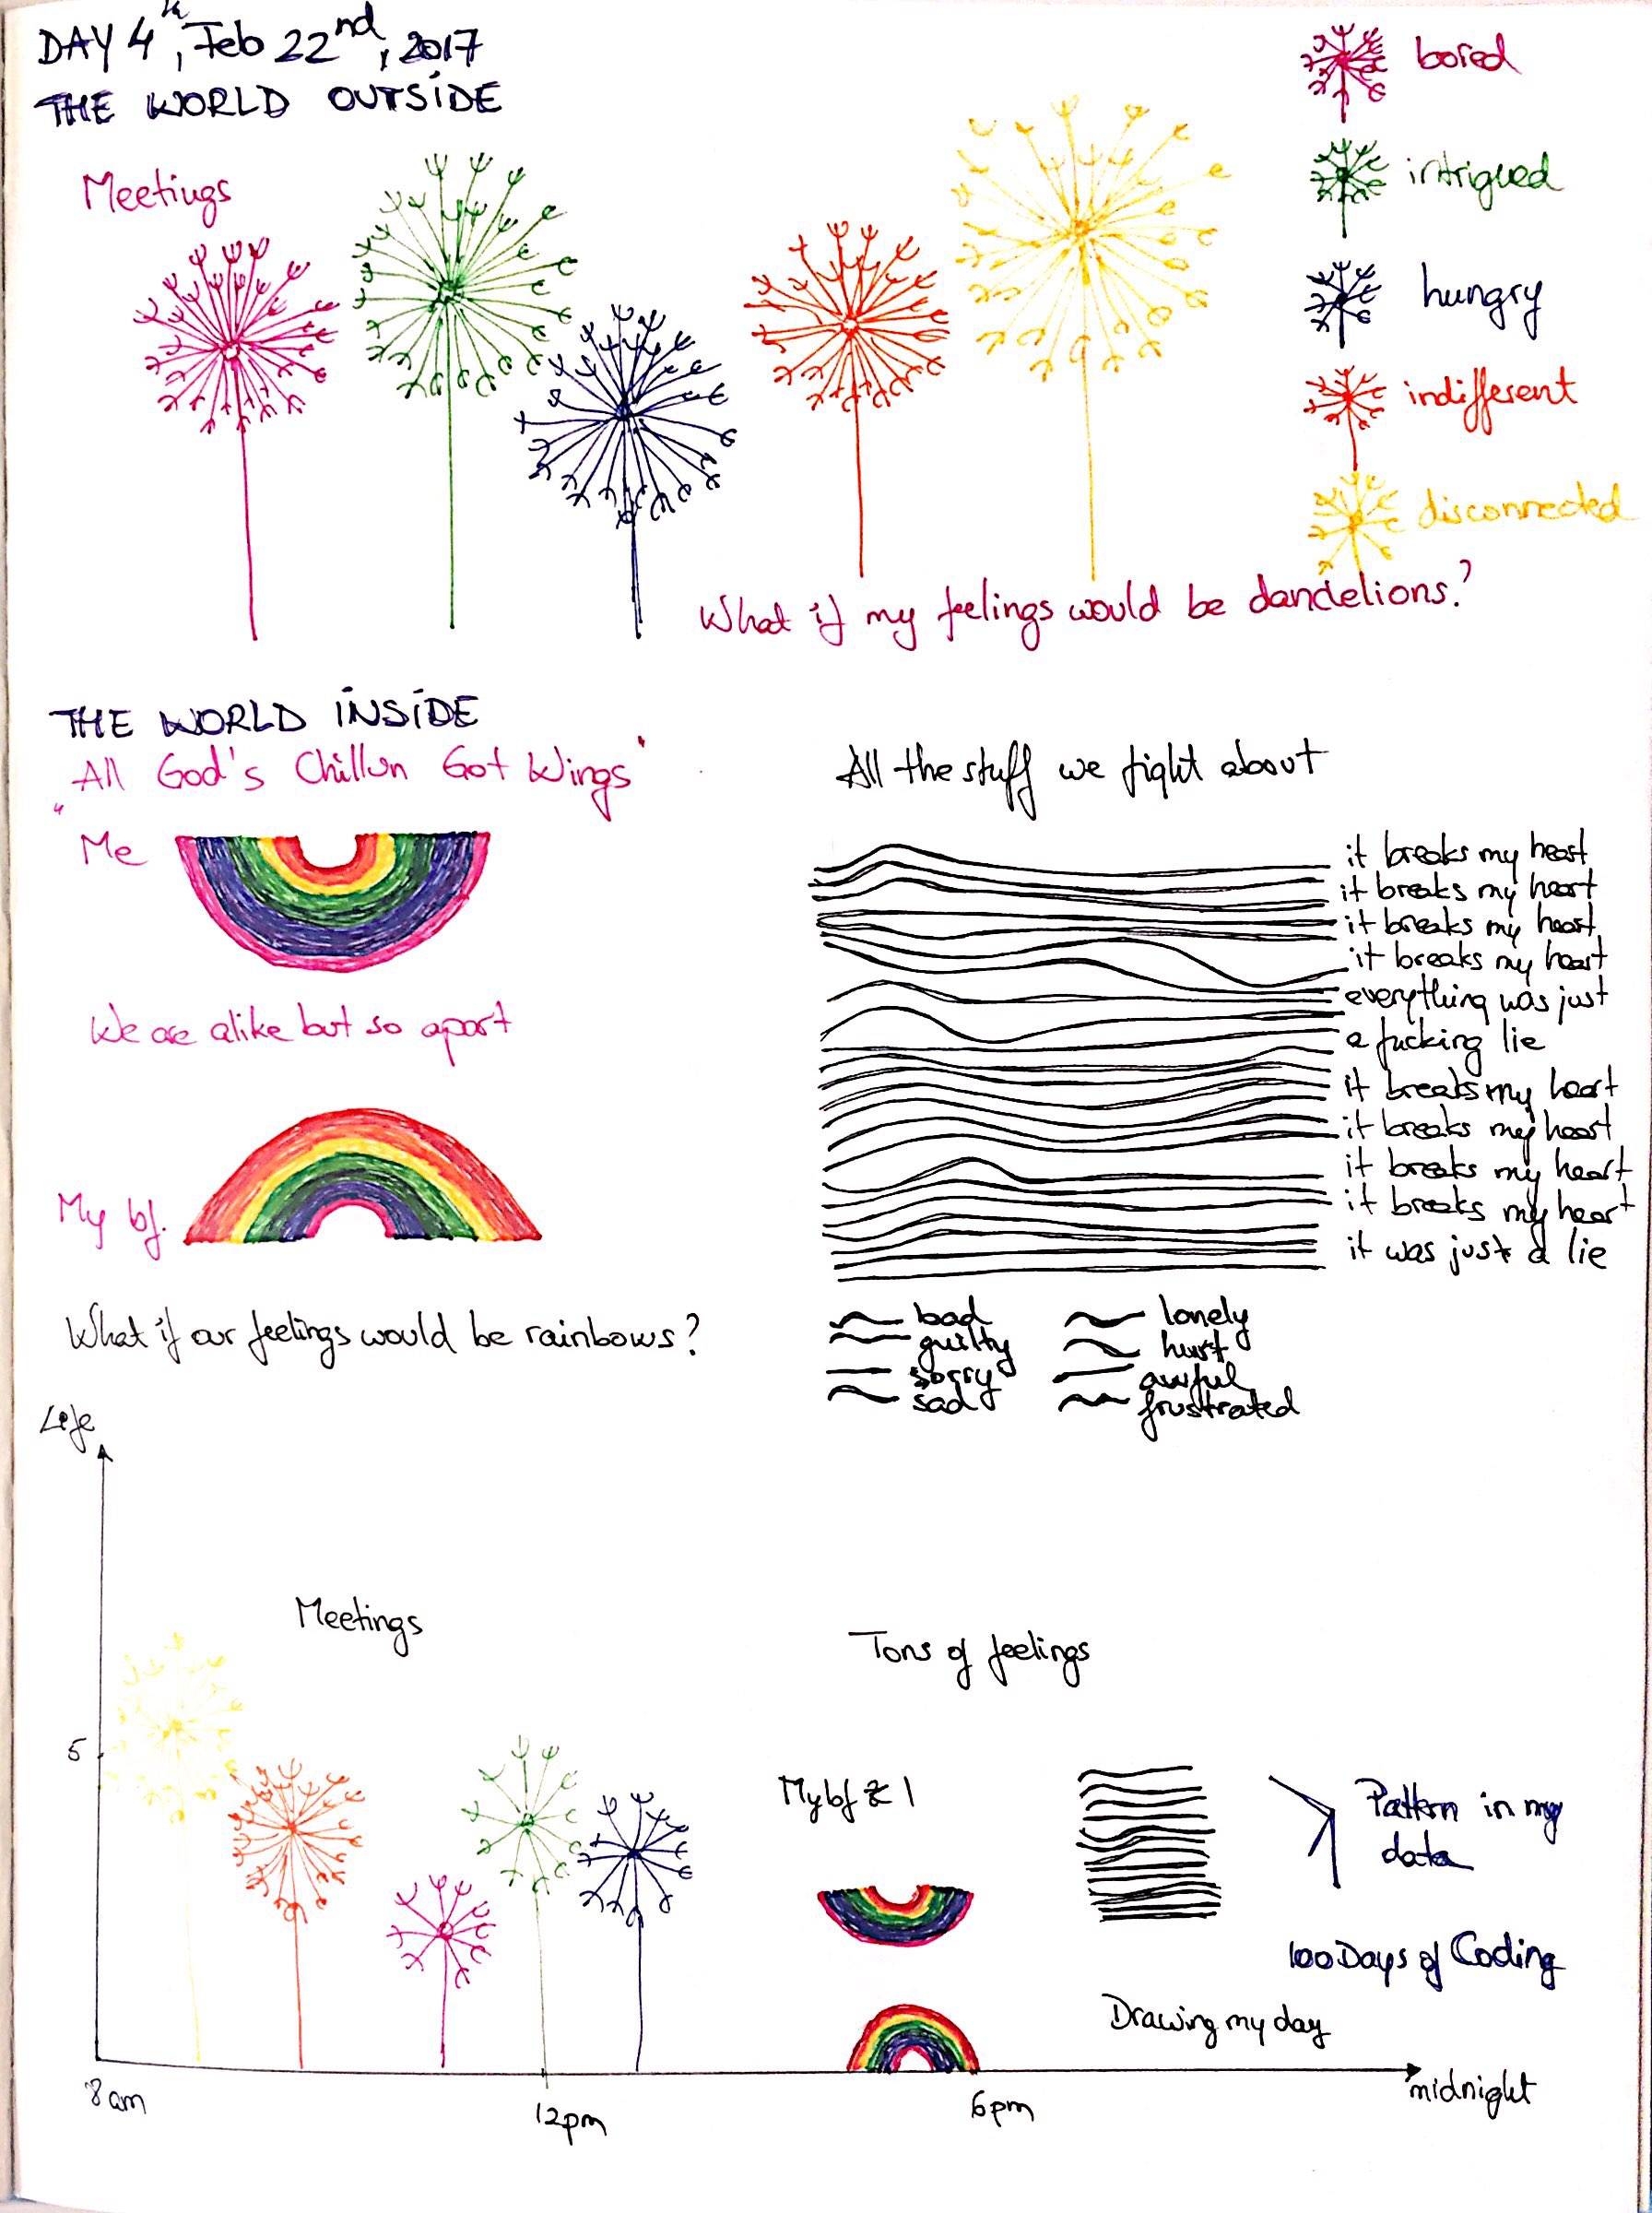 DAY 4th, Feb 22nd, 2017
THE WORLD OUTSIDE
Meetings
bored
intrigued
hungry
indifferent
disconnected
What if my feelings would be dandelions?
THE WORLD INSIDE
"All God's Chillun Got Wings"
Me
We are alike but so apart
My bf.
What if our feelings would be rainbows?
All the stuff we fight about
it breaks my heart
it breaks my heart
it breaks my heart
it breaks my heart
everything was just
a fucking lie
it breaks my heart
it breaks my heart
it breaks my heart
it breaks my heart
it was just a lie
bad
guilty
sorry
sad
lonely
hurt
awful
frustrated
Life
Meetings
Tons of feelings
5
My bf & I
Pattern in my
data
100 Days of Coding
Drawing my day
8am
12pm
6pm
midnight